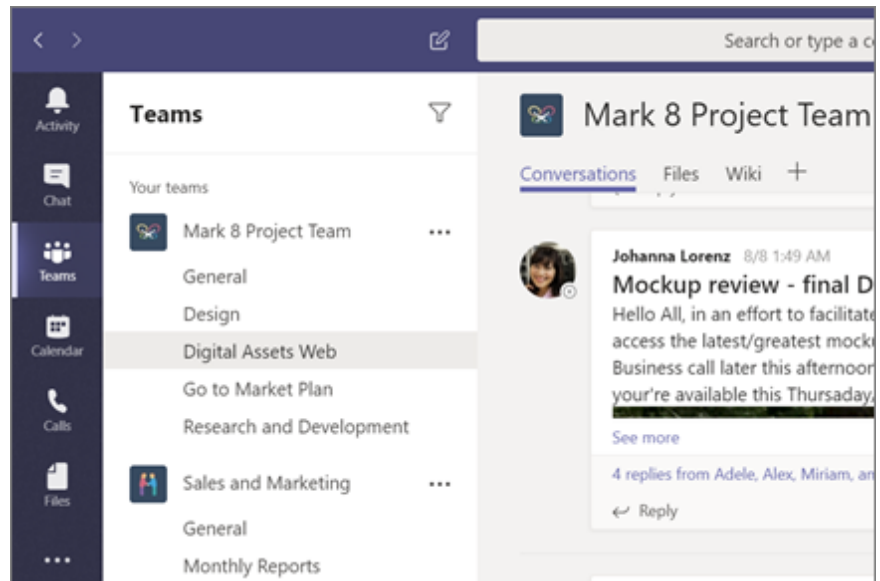 Search or type a c
Activity
Chat
Teams
Calendar
Calls
Files
Teams
Your teams
Mark 8 Project Team
General
Design
Digital Assets Web
Go to Market Plan
Research and Development
Sales and Marketing
General
Monthly Reports
Mark 8 Project Team
Conversations Files Wiki
Johanna Lorenz 8/8 1:49 AM
Mockup review - final D
Hello All, in an effort to facilitate
access the latest/greatest mocku
Business call later this afternoon
your're available this Thursaday,
See more
4 replies from Adele, Alex, Miriam, an
Reply